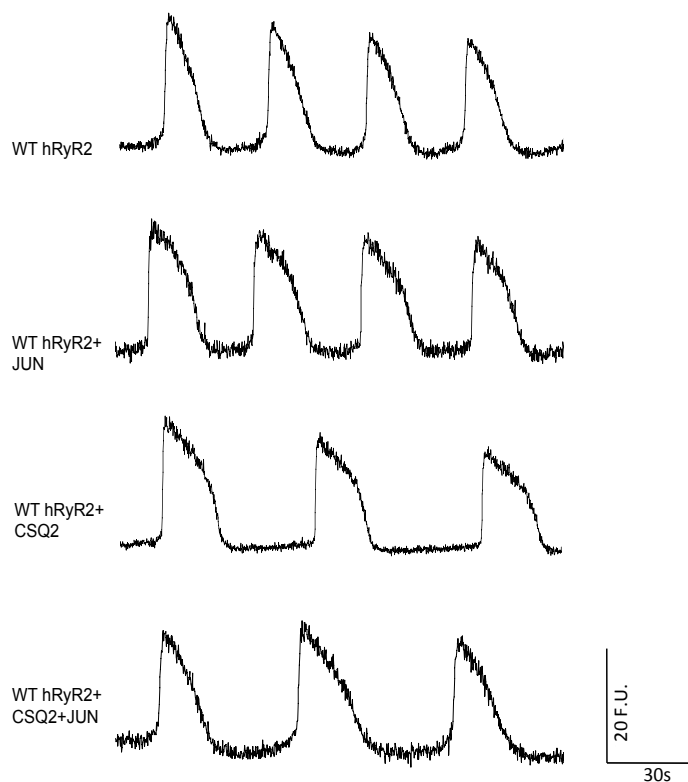 WT hRyR2
WT hRyR2+
JUN
WT hRyR2+
CSQ2
WT hRyR2+
CSQ2+JUN
20 F.U.
30s